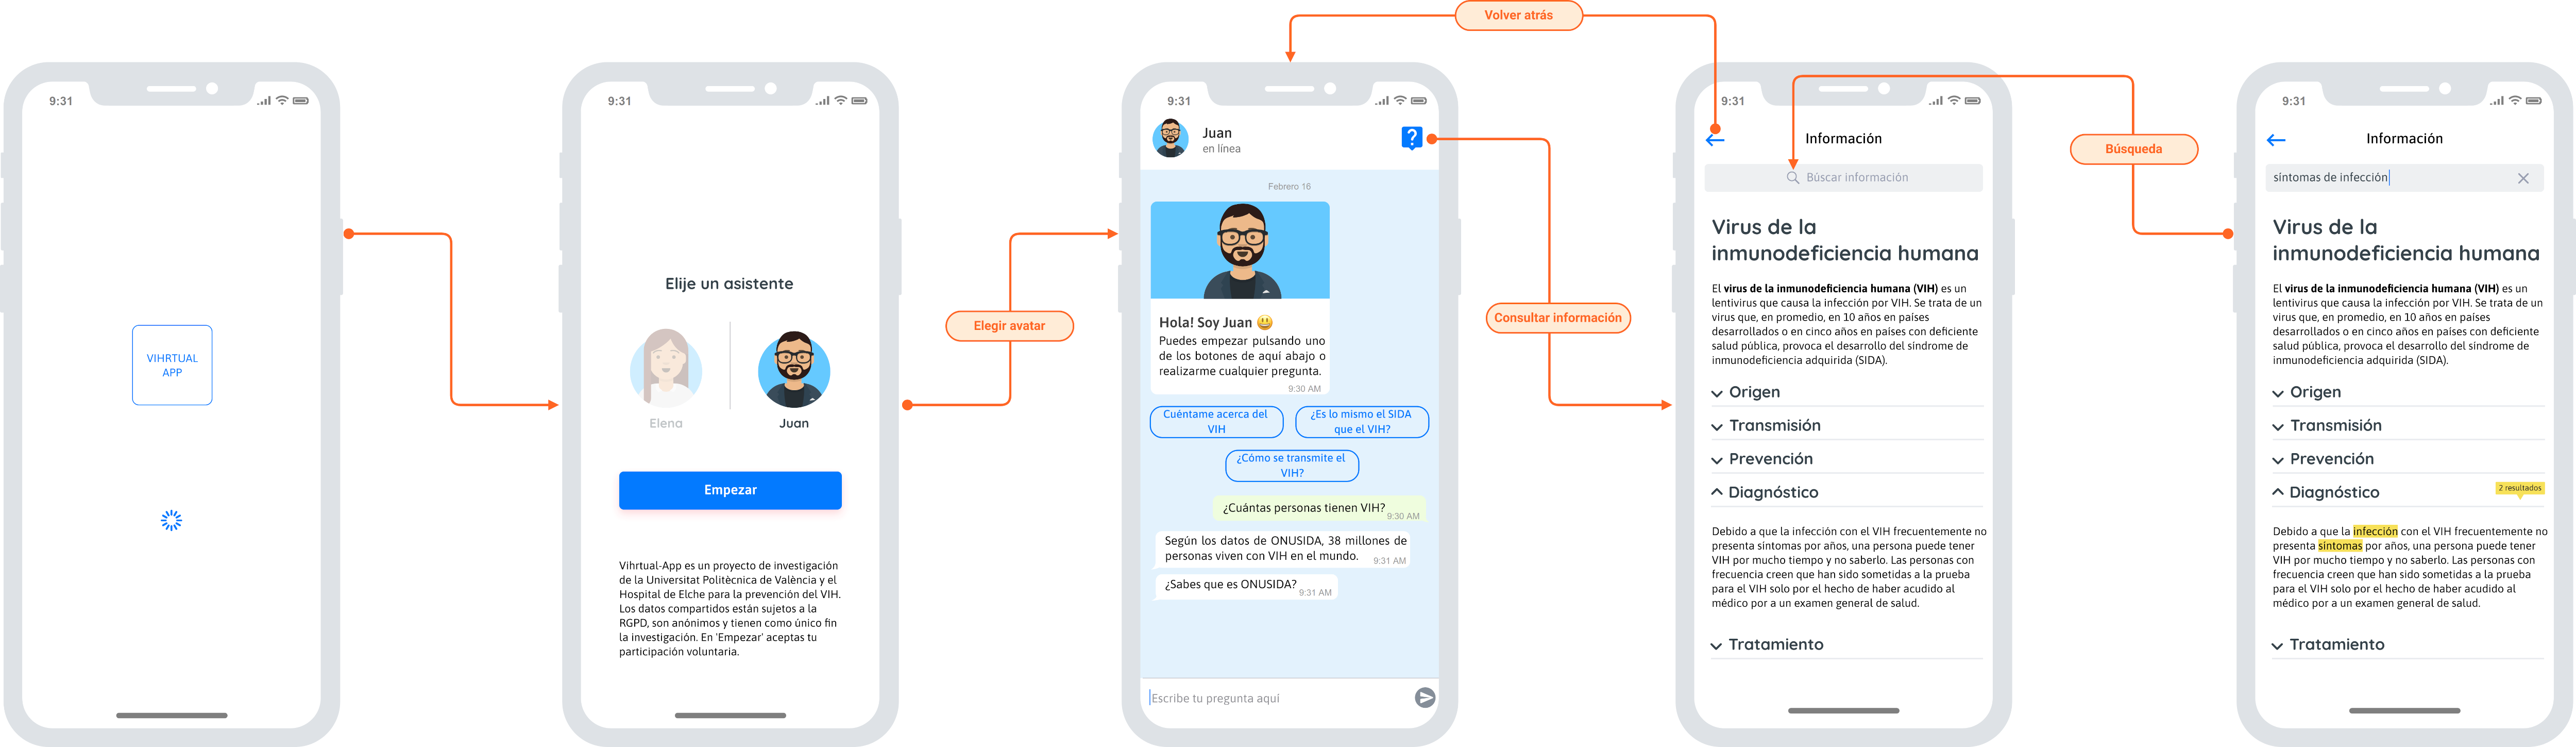 Volver atrás
9:31
VIHRTUAL
APP
9:31
Elije un asistente
Elena
Juan
Empezar
Vihrtual-App es un proyecto de investigación
de la Universitat Politècnica de València y el
Hospital de Elche para la prevención del VIH.
Los datos compartidos están sujetos a la
RGPD, son anónimos y tienen como único fin
la investigación. En 'Empezar' aceptas tu
participación voluntaria.
Elegir avatar
9:31
Juan
en línea
Febrero 16
Hola! Soy Juan 😃
Puedes empezar pulsando uno
de los botones de aquí abajo o
realizarme cualquier pregunta.
9:30 AM
Cuéntame acerca del
VIH
¿Es lo mismo el SIDA
que el VIH?
¿Cómo se transmite el
VIH?
¿Cuántas personas tienen VIH?
9:30 AM
Según los datos de ONUSIDA, 38 millones de
personas viven con VIH en el mundo.
9:31 AM
¿Sabes que es ONUSIDA?
9:31 AM
Escribe tu pregunta aquí
Consultar información
9:31
Información
Búscar información
Virus de la
inmunodeficiencia humana
El virus de la inmunodeficiencia humana (VIH) es un
lentivirus que causa la infección por VIH. Se trata de un
virus que, en promedio, en 10 años en países
desarrollados o en cinco años en países con deficiente
salud pública, provoca el desarrollo del síndrome de
inmunodeficiencia adquirida (SIDA).
Origen
Transmisión
Prevención
Diagnóstico
Debido a que la infección con el VIH frecuentemente no
presenta síntomas por años, una persona puede tener
VIH por mucho tiempo y no saberlo. Las personas con
frecuencia creen que han sido sometidas a la prueba
para el VIH solo por el hecho de haber acudido al
médico por a un examen general de salud.
Tratamiento
Búsqueda
9:31
Información
síntomas de infección
Virus de la
inmunodeficiencia humana
El virus de la inmunodeficiencia humana (VIH) es un
lentivirus que causa la infección por VIH. Se trata de un
virus que, en promedio, en 10 años en países
desarrollados o en cinco años en países con deficiente
salud pública, provoca el desarrollo del síndrome de
inmunodeficiencia adquirida (SIDA).
Origen
Transmisión
Prevención
Diagnóstico
2 resultados
Debido a que la infección con el VIH frecuentemente no
presenta síntomas por años, una persona puede tener
VIH por mucho tiempo y no saberlo. Las personas con
frecuencia creen que han sido sometidas a la prueba
para el VIH solo por el hecho de haber acudido al
médico por a un examen general de salud.
Tratamiento